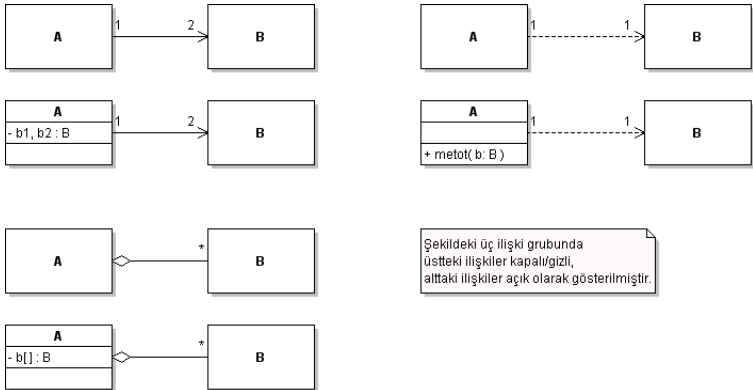 A 1 2 B
A 1 1 B
A
- b1, b2 : B
1 2 B
A
+ metot( b: B )
1 1 B
A * B
Şekildeki üç ilişki grubunda
üstteki ilişkiler kapalı/gizli,
alttaki ilişkiler açık olarak gösterilmiştir.
A
- b[ ] : B
* B